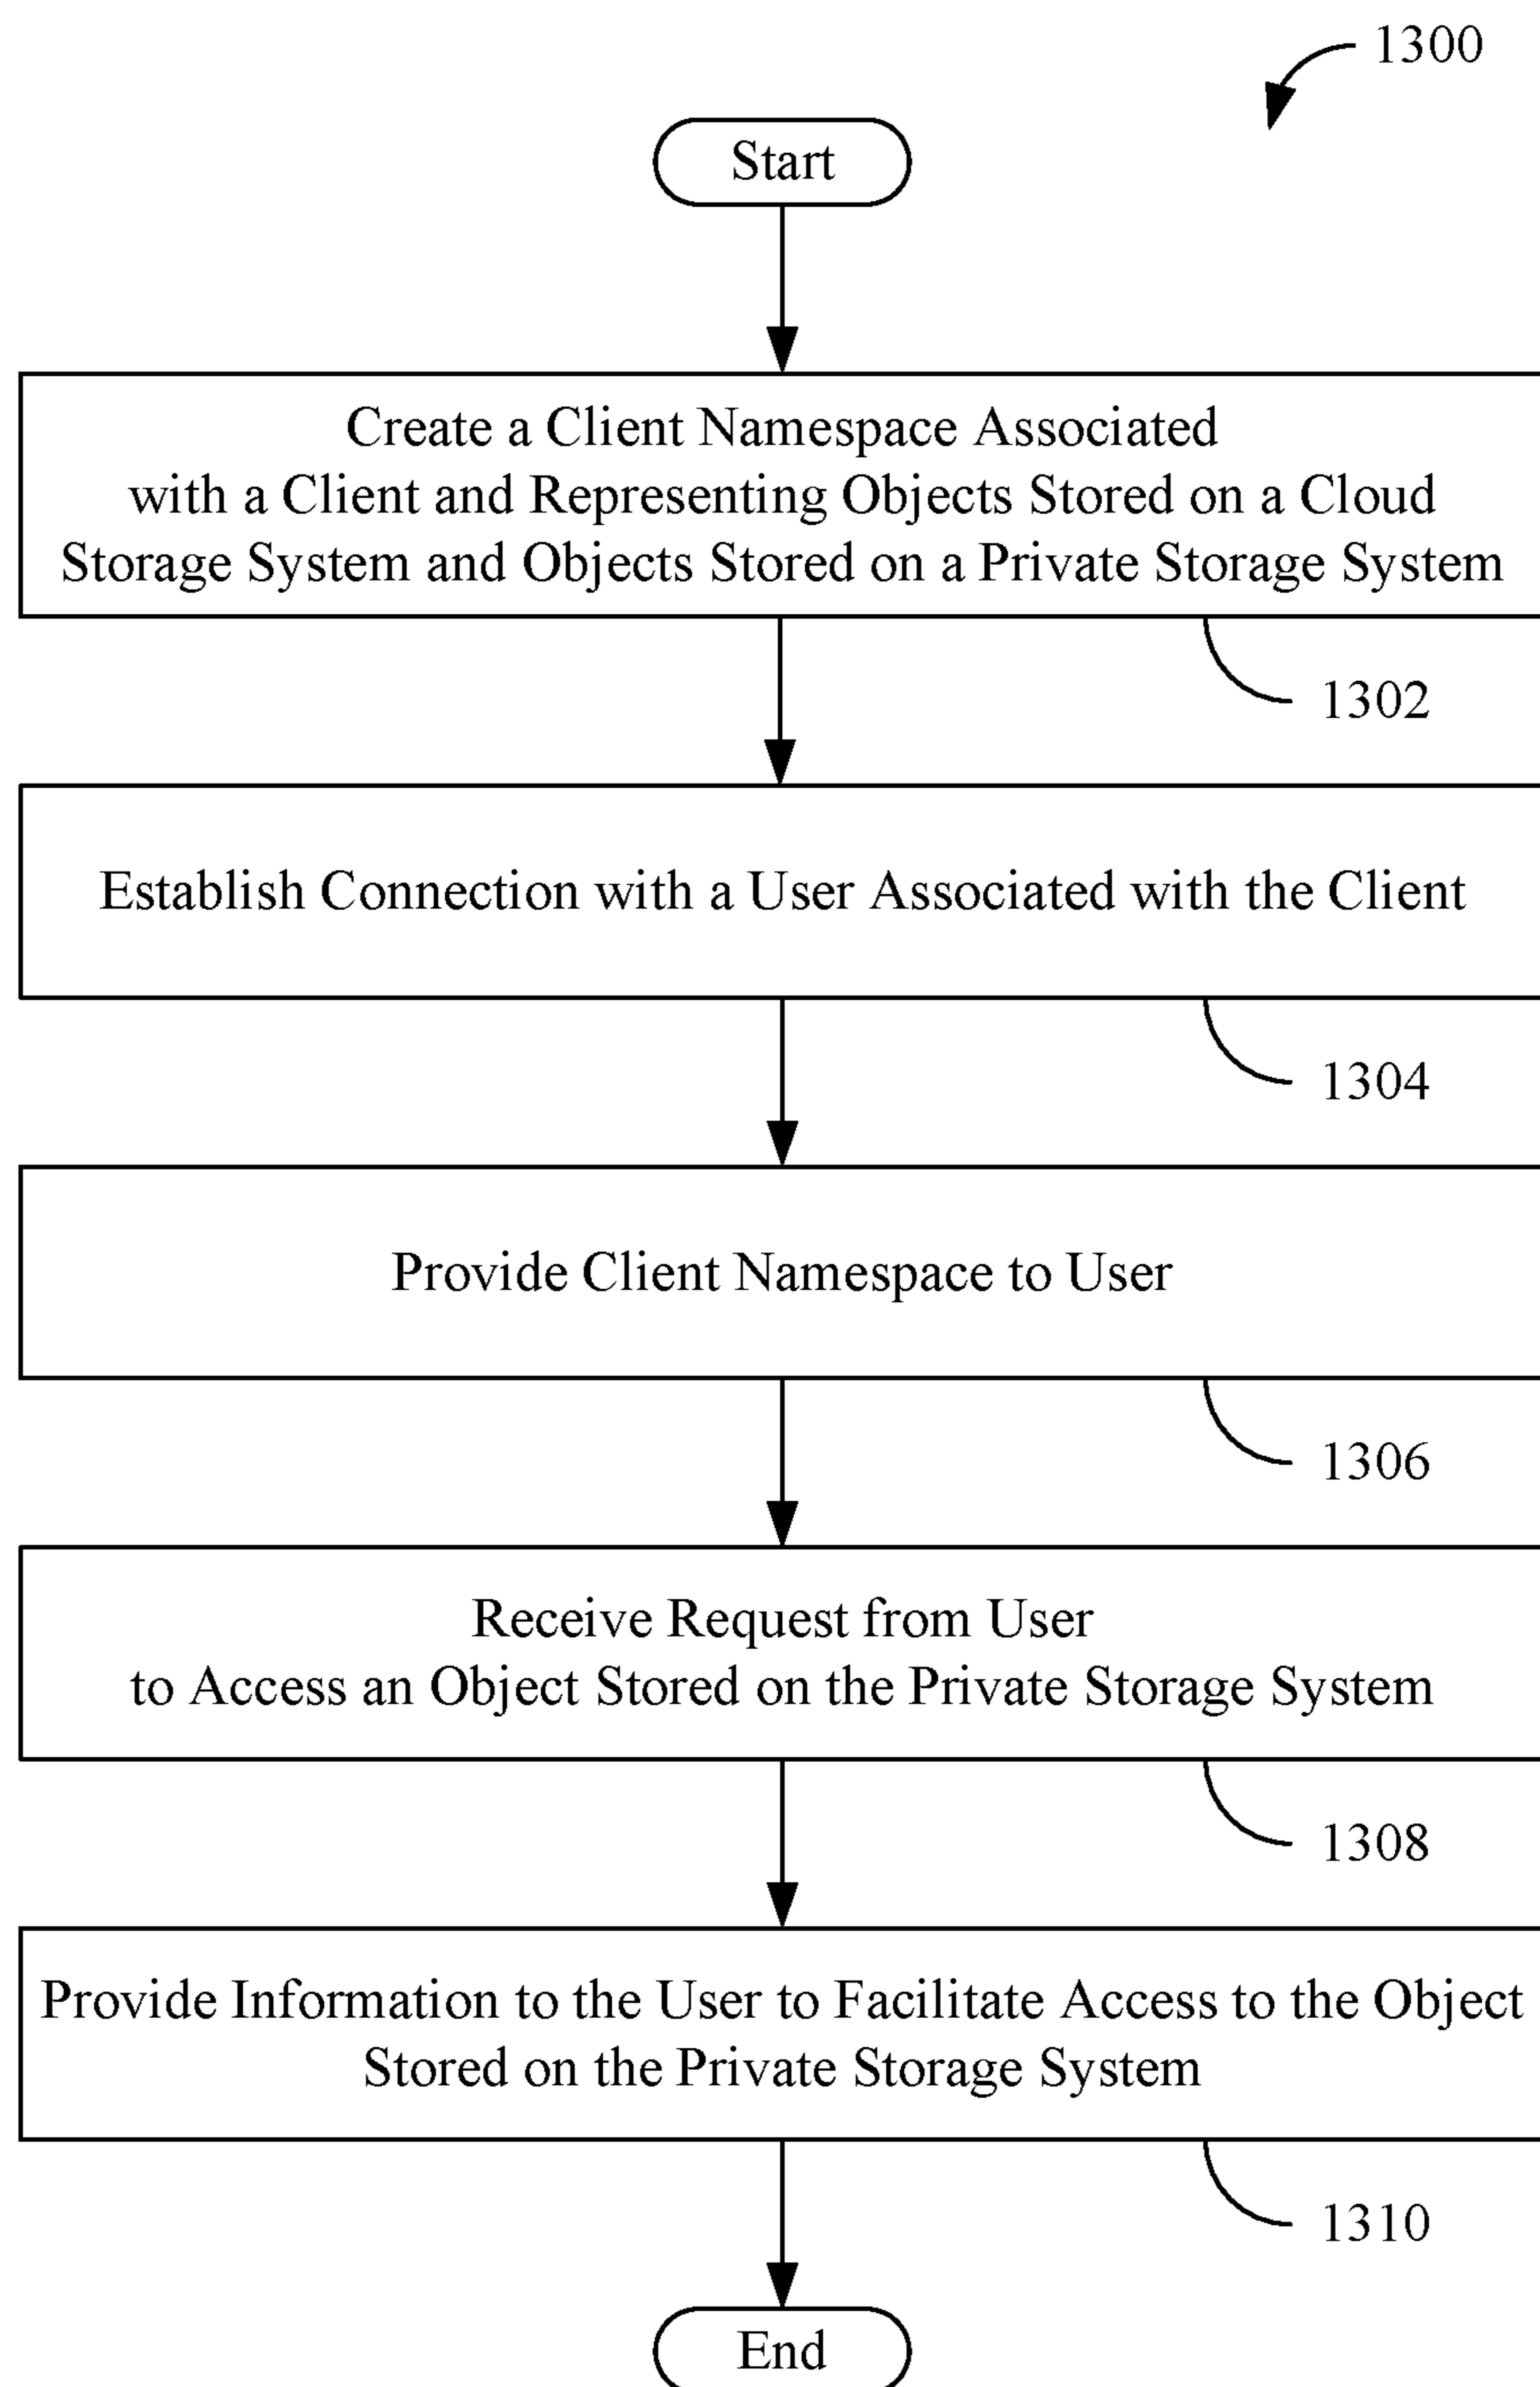 1300
Start
Create a Client Namespace Associated
with a Client and Representing Objects Stored on a Cloud
Storage System and Objects Stored on a Private Storage System
1302
Establish Connection with a User Associated with the Client
1304
Provide Client Namespace to User
1306
Receive Request from User
to Access an Object Stored on the Private Storage System
1308
Provide Information to the User to Facilitate Access to the Object
Stored on the Private Storage System
1310
End